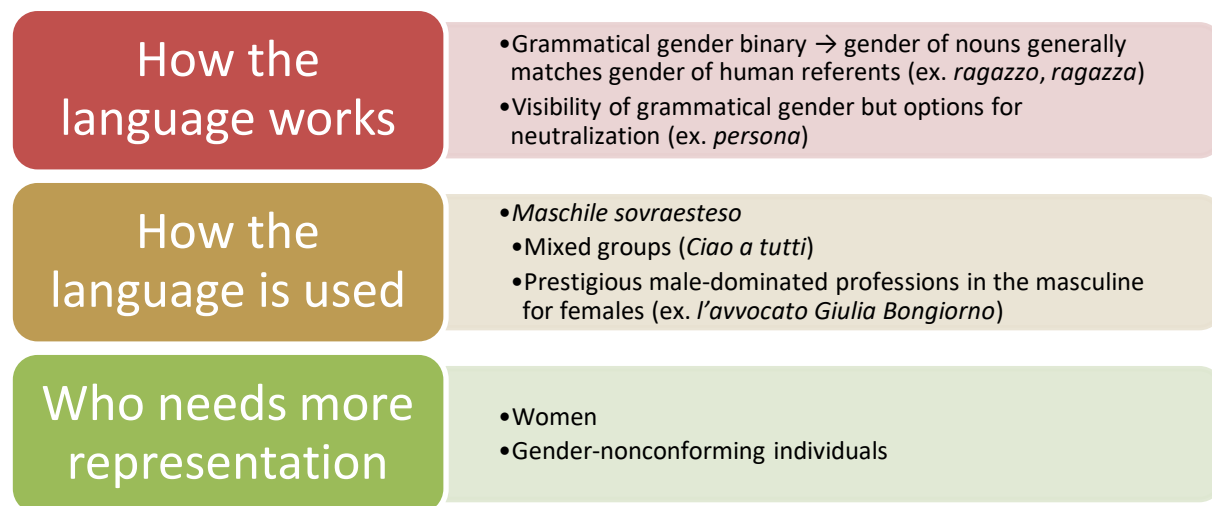 How the
language works
•Grammatical gender binary → gender of nouns generally
matches gender of human referents (ex. ragazzo, ragazza)
•Visibility of grammatical gender but options for
neutralization (ex. persona)
How the
language is used
•Maschile sovraesteso
•Mixed groups (Ciao a tutti)
•Prestigious male-dominated professions in the masculine
for females (ex. l’avvocato Giulia Bongiorno)
Who needs more
representation
•Women
•Gender-nonconforming individuals